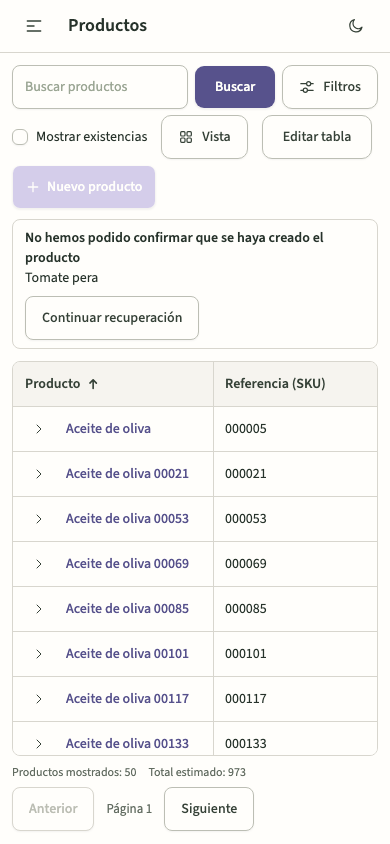 Productos
Buscar productos
Buscar
Filtros
Mostrar existencias
Vista
Editar tabla
Nuevo producto
No hemos podido confirmar que se haya creado el
producto
Tomate pera
Continuar recuperación
Producto
Referencia (SKU)
Aceite de oliva
000005
Aceite de oliva 00021
000021
Aceite de oliva 00053
000053
Aceite de oliva 00069
000069
Aceite de oliva 00085
000085
Aceite de oliva 00101
000101
Aceite de oliva 00117
000117
Aceite de oliva 00133
000133
Productos mostrados: 50
Total estimado: 973
Anterior
Página 1
Siguiente